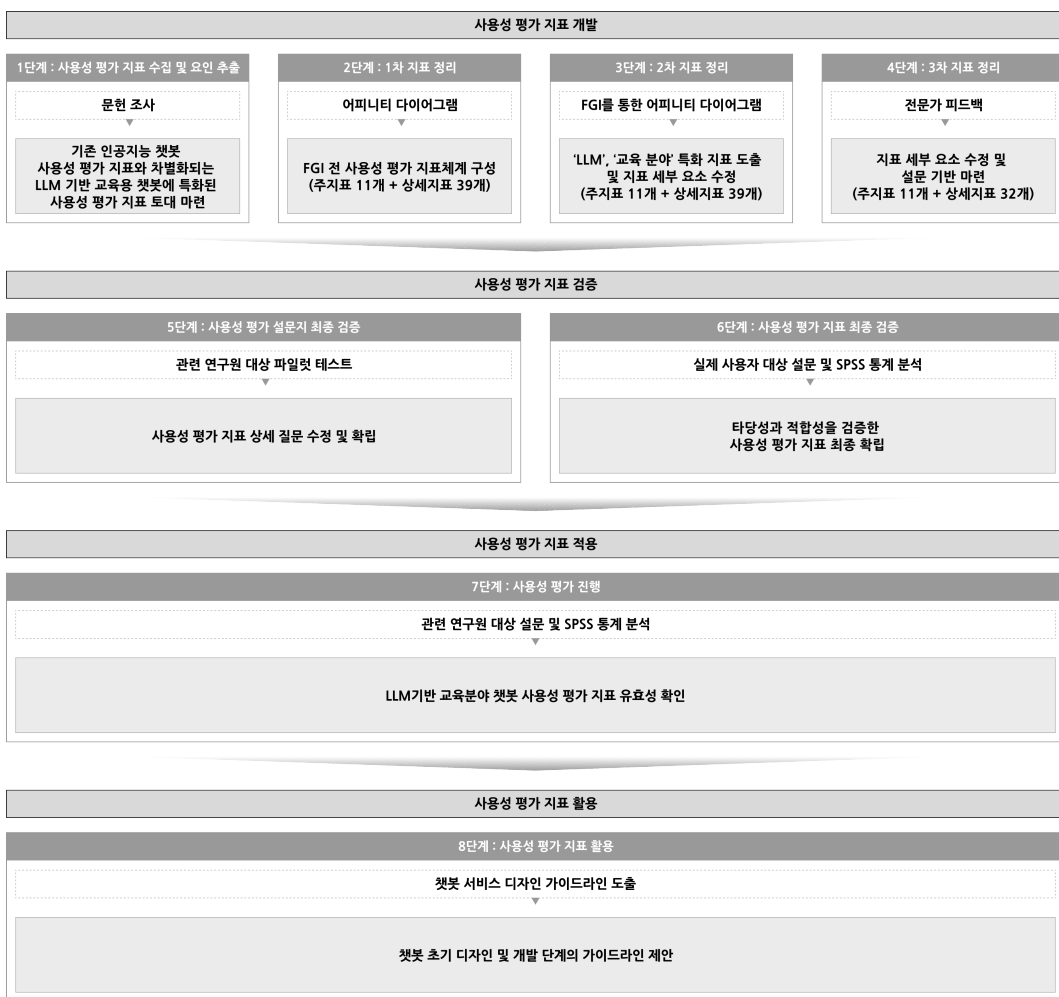 사용성 평가 지표 개발
1단계 : 사용성 평가 지표 수집 및 요인 추출
문헌 조사
기존 인공지능 챗봇
사용성 평가 지표와 차별화되는
LLM 기반 교육용 챗봇에 특화된
사용성 평가 지표 토대 마련
2단계 : 1차 지표 정리
어피니티 다이어그램
FGI 전 사용성 평가 지표체계 구성
(주지표 11개 + 상세지표 39개)
3단계 : 2차 지표 정리
FGI를 통한 어피니티 다이어그램
‘LLM’, ‘교육 분야’ 특화 지표 도출
및 지표 세부 요소 수정
(주지표 11개 + 상세지표 39개)
4단계 : 3차 지표 정리
전문가 피드백
지표 세부 요소 수정 및
설문 기반 마련
(주지표 11개 + 상세지표 32개)
사용성 평가 지표 검증
5단계 : 사용성 평가 설문지 최종 검증
관련 연구원 대상 파일럿 테스트
사용성 평가 지표 상세 질문 수정 및 확립
6단계 : 사용성 평가 지표 최종 검증
실제 사용자 대상 설문 및 SPSS 통계 분석
타당성과 적합성을 검증한
사용성 평가 지표 최종 확립
사용성 평가 지표 적용
7단계 : 사용성 평가 진행
관련 연구원 대상 설문 및 SPSS 통계 분석
LLM기반 교육분야 챗봇 사용성 평가 지표 유효성 확인
사용성 평가 지표 활용
8단계 : 사용성 평가 지표 활용
챗봇 서비스 디자인 가이드라인 도출
챗봇 초기 디자인 및 개발 단계의 가이드라인 제안